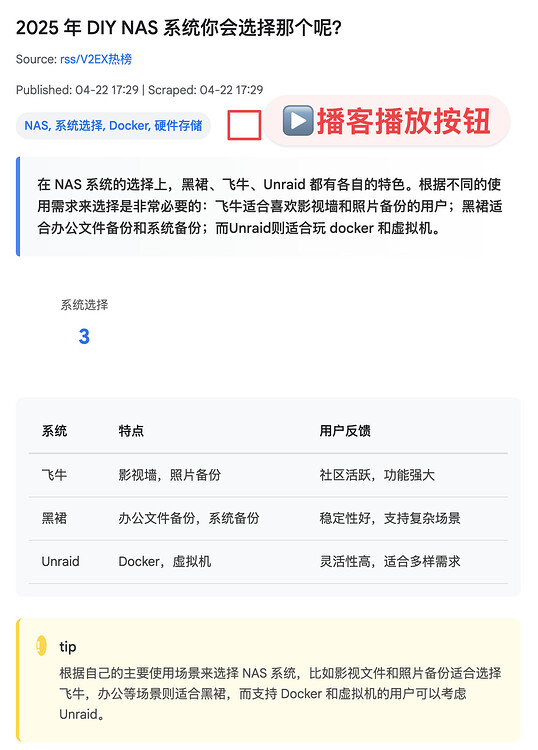 2025 年 DIY NAS 系统你会选择那个呢？
Source: rss/V2EX热榜
Published: 04-22 17:29 | Scraped: 04-22 17:29
NAS, 系统选择, Docker, 硬件存储
播客播放按钮
在 NAS 系统的选择上，黑裙、飞牛、Unraid 都有各自的特色。根据不同的使
用需求来选择是非常必要的：飞牛适合喜欢影视墙和照片备份的用户；黑裙适
合办公文件备份和系统备份；而Unraid则适合玩 docker 和虚拟机。
系统选择
3
系统 特点 用户反馈
飞牛 影视墙，照片备份 社区活跃，功能强大
黑裙 办公文件备份，系统备份 稳定性好，支持复杂场景
Unraid Docker，虚拟机 灵活性高，适合多样需求
tip
根据自己的主要使用场景来选择 NAS 系统，比如影视文件和照片备份适合选择
飞牛，办公等场景则适合黑裙，而支持 Docker 和虚拟机的用户可以考虑
Unraid。